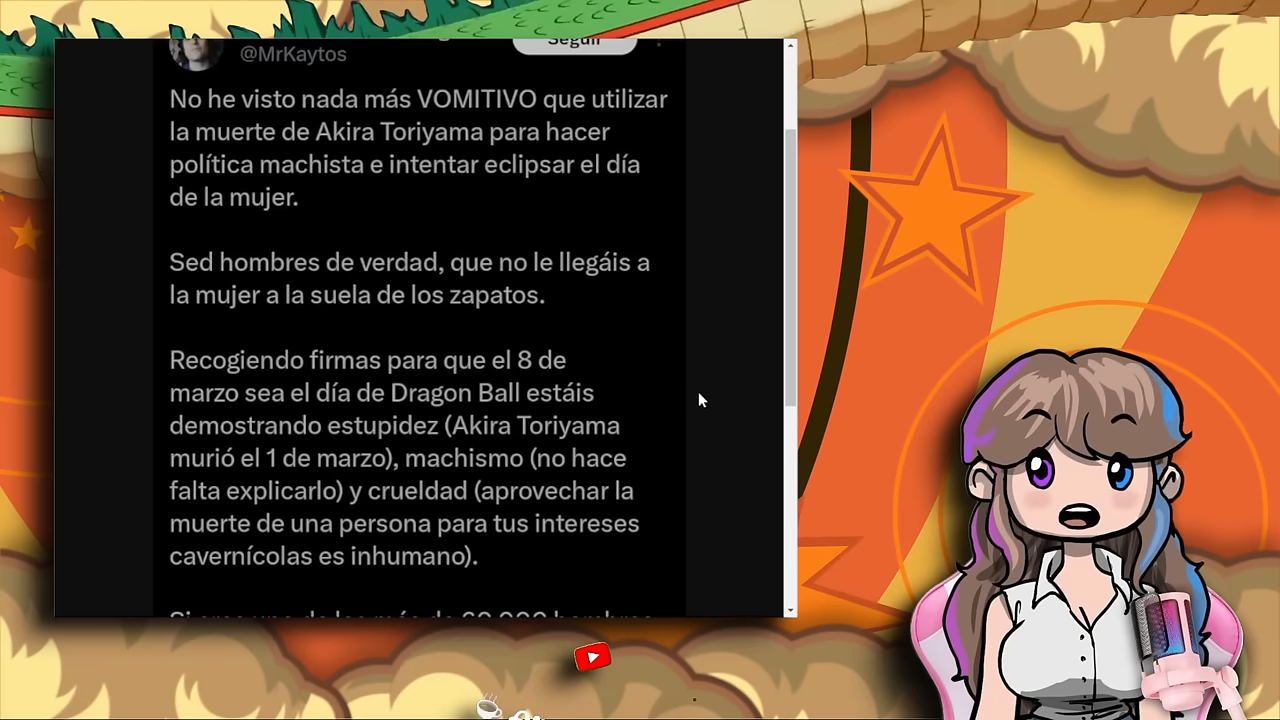 Seguir
@MrKaytos
No he visto nada más VOMITIVO que utilizar
la muerte de Akira Toriyama para hacer
política machista e intentar eclipsar el día
de la mujer.
Sed hombres de verdad, que no le llegáis a
la mujer a la suela de los zapatos.
Recogiendo firmas para que el 8 de
marzo sea el día de Dragon Ball estáis
demostrando estupidez (Akira Toriyama
murió el 1 de marzo), machismo (no hace
falta explicarlo) y crueldad (aprovechar la
muerte de una persona para tus intereses
cavernícolas es inhumano).